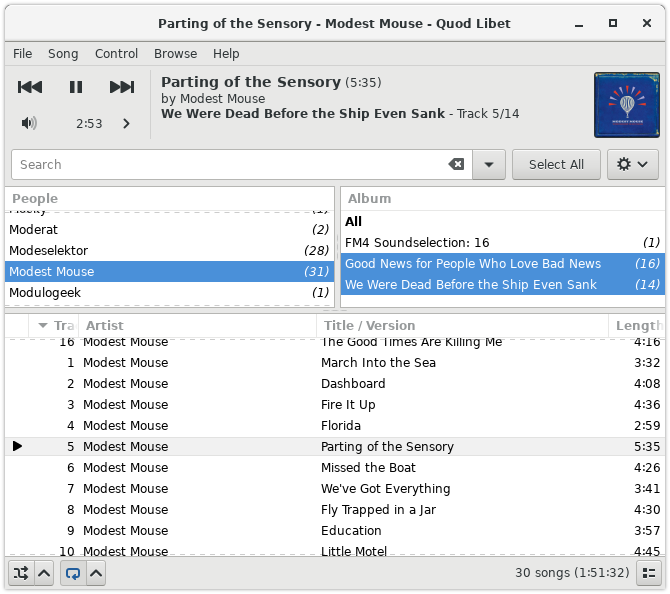 Parting of the Sensory - Modest Mouse - Quod Libet
File Song Control Browse Help
Parting of the Sensory (5:35)
by Modest Mouse
We Were Dead Before the Ship Even Sank - Track 5/14
2:53
Search
Select All
People
Moderat (2)
Modeselektor (28)
Modest Mouse (31)
Modulogeek (1)
Album
All
FM4 Soundselection: 16 (1)
Good News for People Who Love Bad News (16)
We Were Dead Before the Ship Even Sank (14)
Tra Artist Title / Version Length
16 Modest Mouse The Good Times Are Killing Me 4:16
1 Modest Mouse March Into the Sea 3:32
2 Modest Mouse Dashboard 4:08
3 Modest Mouse Fire It Up 4:36
4 Modest Mouse Florida 2:59
5 Modest Mouse Parting of the Sensory 5:35
6 Modest Mouse Missed the Boat 4:26
7 Modest Mouse We've Got Everything 3:41
8 Modest Mouse Fly Trapped in a Jar 4:30
9 Modest Mouse Education 3:57
10 Modest Mouse Little Motel 4:45
30 songs (1:51:32)